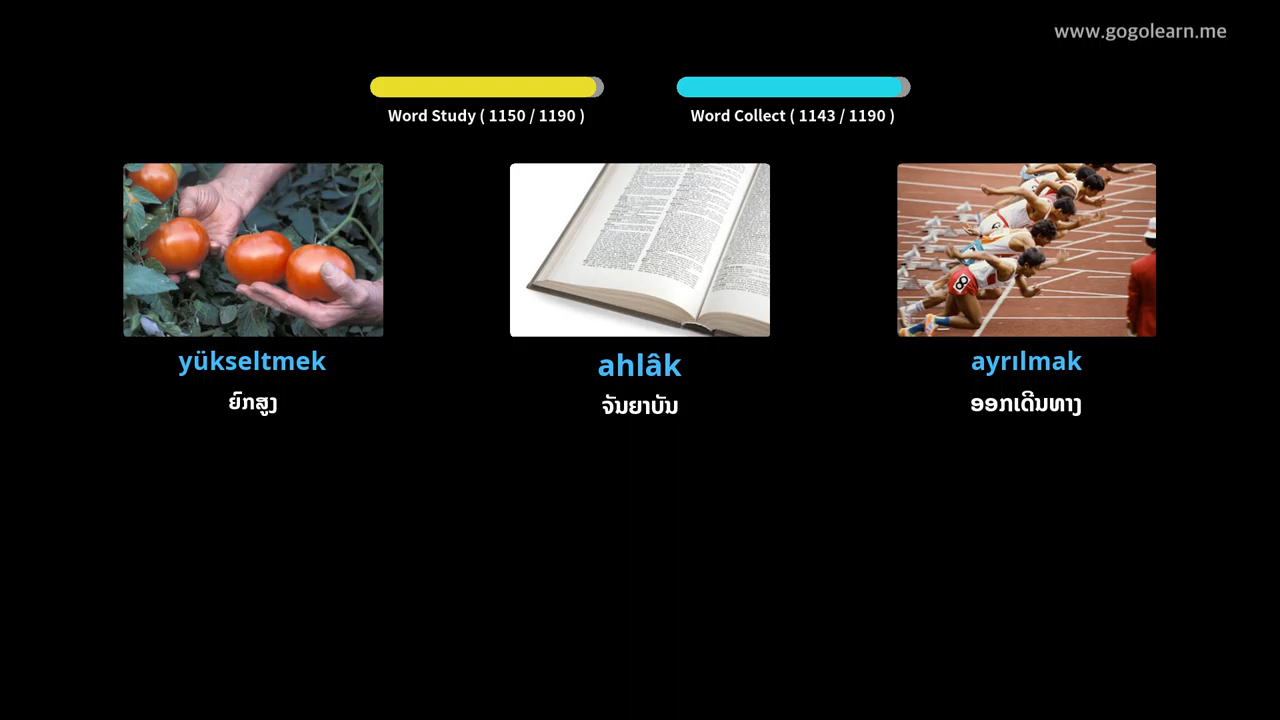 www.gogolearn.me
Word Study ( 1150 / 1190 )
Word Collect ( 1143 / 1190 )
yükseltmek
ahlâk
ayrılmak
ຍົກສູງ
ຈັນຍາບັນ
ອອກເດີນທາງ